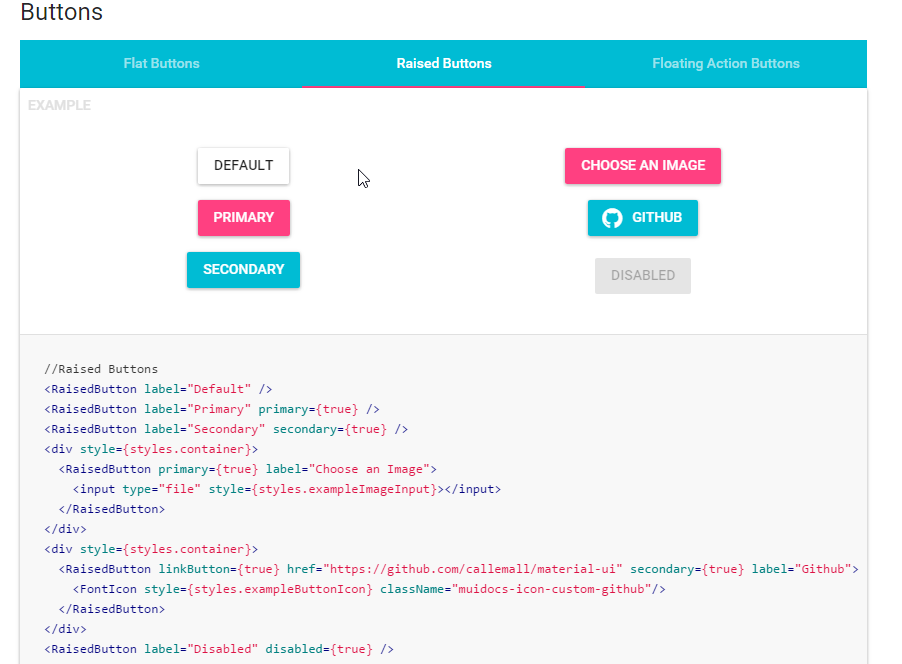 Buttons
Flat Buttons
Raised Buttons
Floating Action Buttons
EXAMPLE
DEFAULT
PRIMARY
SECONDARY
CHOOSE AN IMAGE
GITHUB
DISABLED
//Raised Buttons
<RaisedButton label="Default" />
<RaisedButton label="Primary" primary={true} />
<RaisedButton label="Secondary" secondary={true} />
<div style={styles.container}>
  <RaisedButton primary={true} label="Choose an Image">
    <input type="file" style={styles.exampleImageInput}></input>
  </RaisedButton>
</div>
<div style={styles.container}>
  <RaisedButton linkButton={true} href="https://github.com/callemall/material-ui" secondary={true} label="Github">
    <FontIcon style={styles.exampleButtonIcon} className="muidocs-icon-custom-github"/>
  </RaisedButton>
</div>
<RaisedButton label="Disabled" disabled={true} />